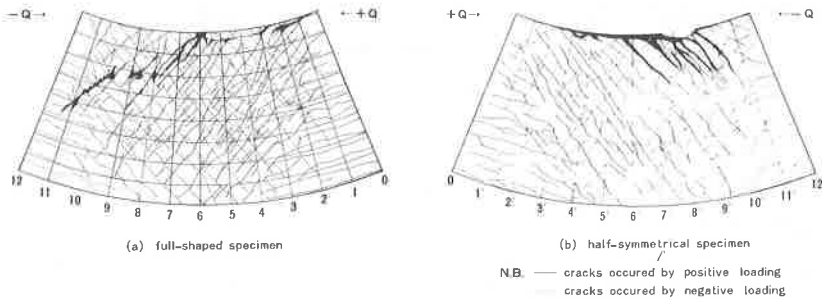 −Q→ ←+Q
+Q→ ←−Q
12 11 10 9 8 7 6 5 4 3 2 1 0
0 1' 2' 3' 4' 5' 6 7 8 9 10' 11' 12
(a) full-shaped specimen
(b) half-symmetrical specimen
N.B. — cracks occured by positive loading
cracks occured by negative loading